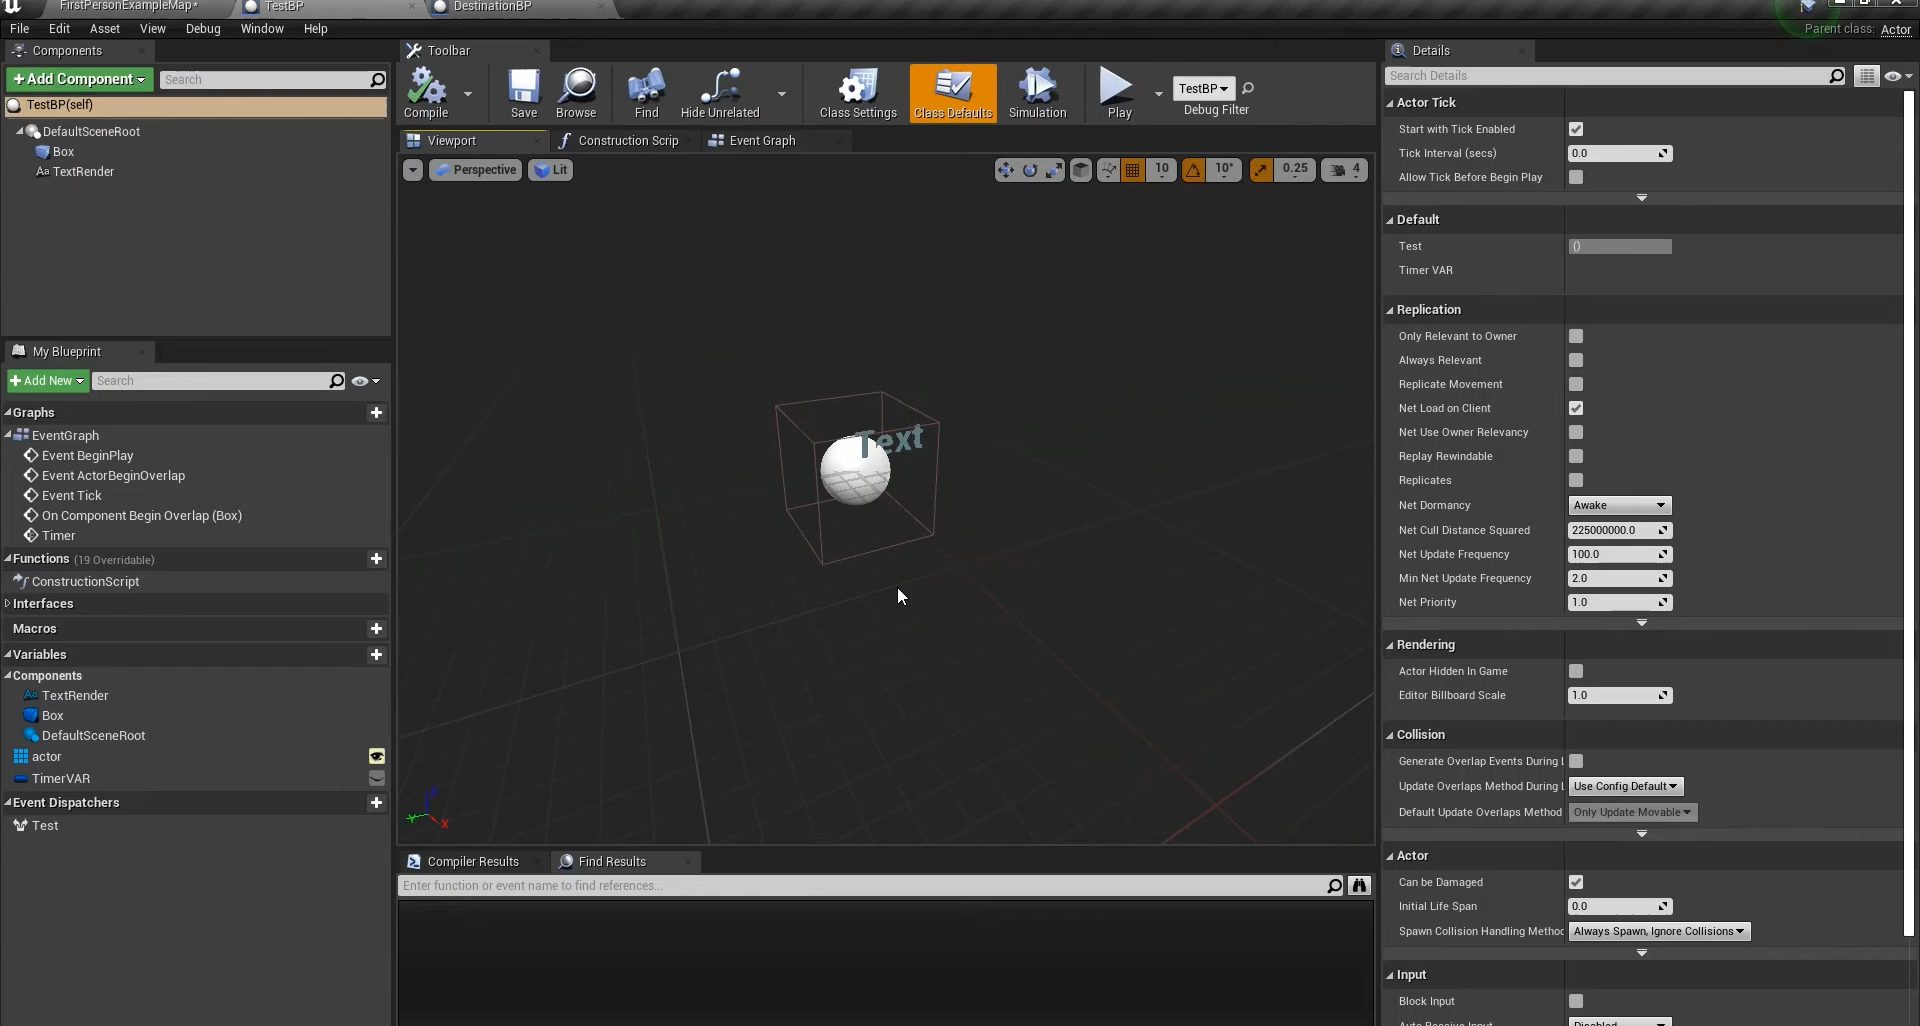 FirstPersonExampleMap*
TestBP
DestinationBP
File Edit Asset View Debug Window Help
Parent class: Actor
Components
+Add Component
Search
TestBP(self)
DefaultSceneRoot
Box
TextRender
My Blueprint
+Add New
Search
Graphs
EventGraph
Event BeginPlay
Event ActorBeginOverlap
Event Tick
On Component Begin Overlap (Box)
Timer
Functions (19 Overridable)
ConstructionScript
Interfaces
Macros
Variables
Components
TextRender
Box
DefaultSceneRoot
actor
TimerVAR
Event Dispatchers
Test
Toolbar
Compile
Save
Browse
Find
Hide Unrelated
Class Settings
Class Defaults
Simulation
Play
TestBP
Debug Filter
Viewport
Construction Scrip
Event Graph
Perspective
Lit
10
10°
0.25
4
Text
Z
Y
X
Compiler Results
Find Results
Enter function or event name to find references...
Details
Search Details
Actor Tick
Start with Tick Enabled
Tick Interval (secs) 0.0
Allow Tick Before Begin Play
Default
Test ()
Timer VAR
Replication
Only Relevant to Owner
Always Relevant
Replicate Movement
Net Load on Client
Net Use Owner Relevancy
Replay Rewindable
Replicates
Net Dormancy Awake
Net Cull Distance Squared 225000000.0
Net Update Frequency 100.0
Min Net Update Frequency 2.0
Net Priority 1.0
Rendering
Actor Hidden In Game
Editor Billboard Scale 1.0
Collision
Generate Overlap Events During L
Update Overlaps Method During L Use Config Default
Default Update Overlaps Method Only Update Movable
Actor
Can be Damaged
Initial Life Span 0.0
Spawn Collision Handling Method Always Spawn, Ignore Collisions
Input
Block Input
Auto Receive Input Disabled